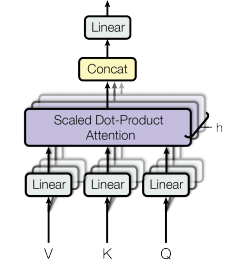 Linear
Concat
Scaled Dot-Product
Attention
h
Linear Linear Linear
V K Q